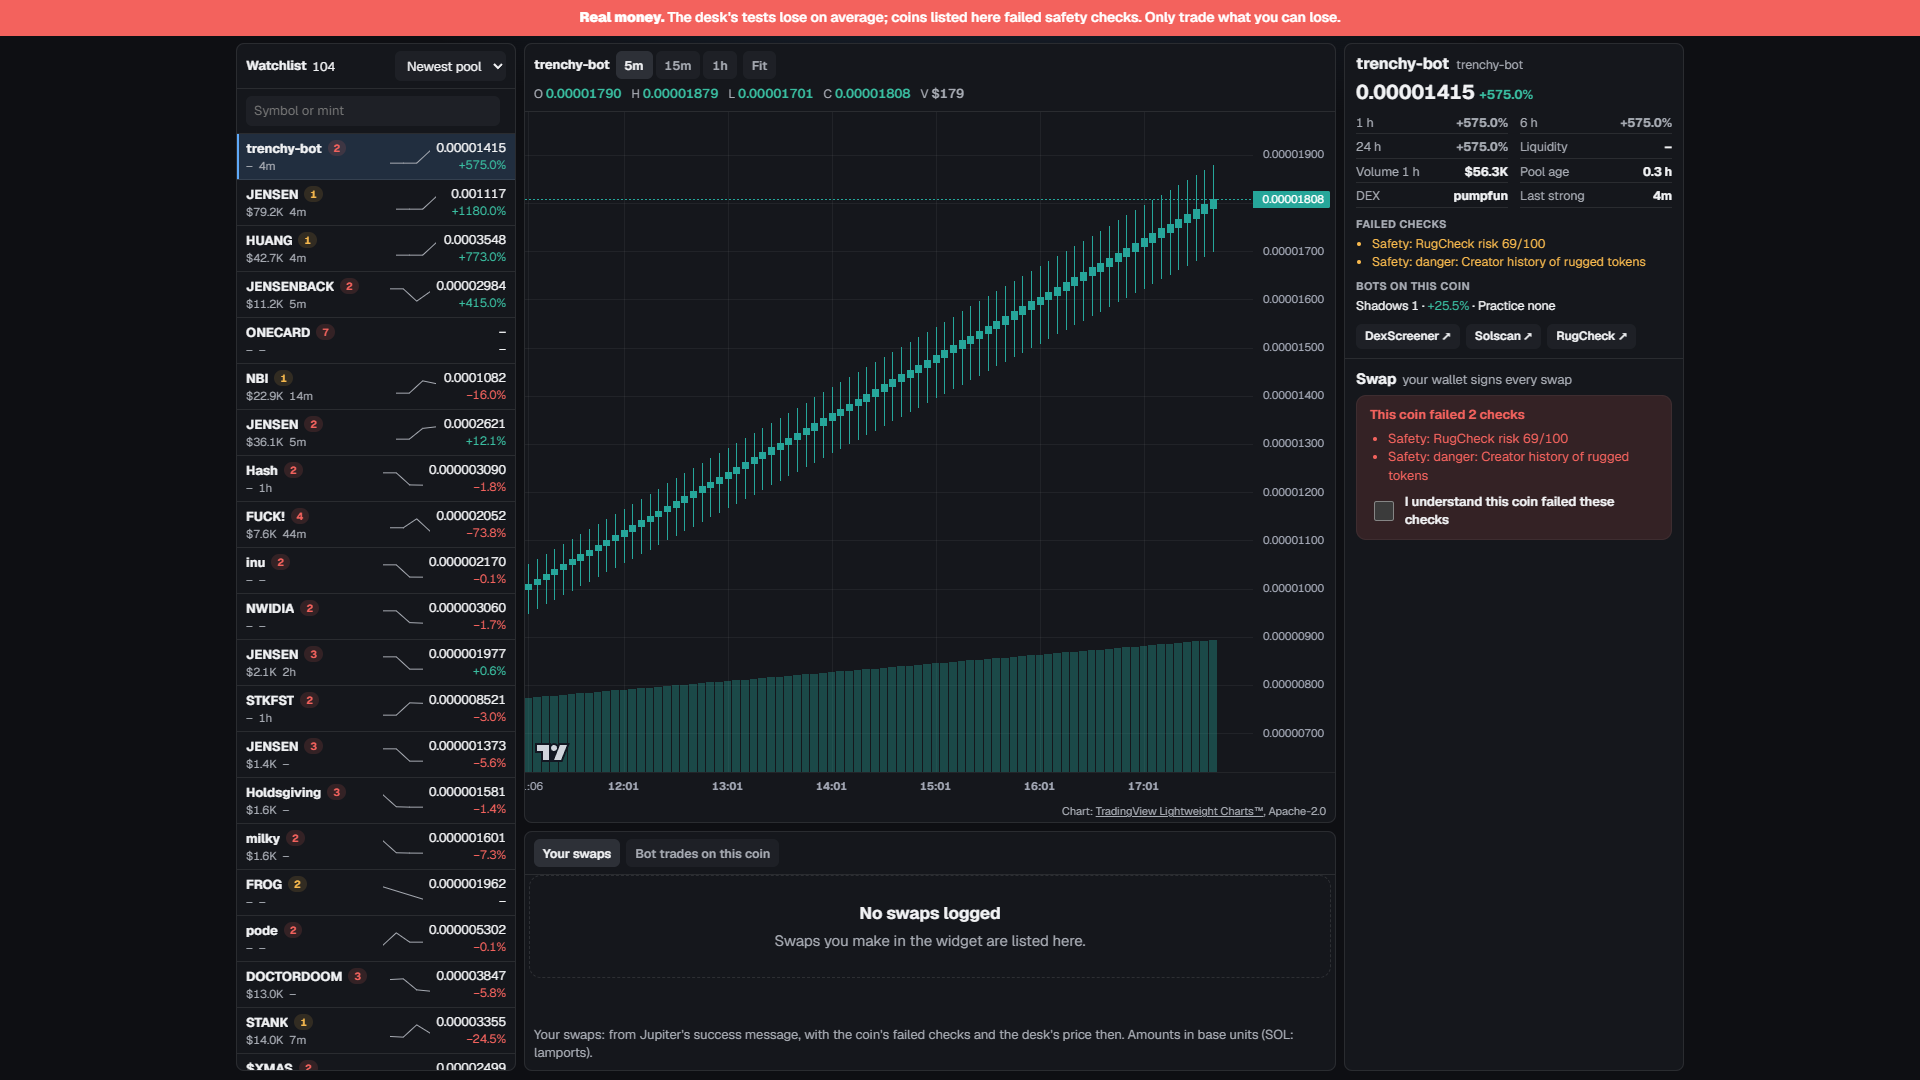 Real money. The desk's tests lose on average; coins listed here failed safety checks. Only trade what you can lose.
Watchlist 104
Newest pool
Symbol or mint
trenchy-bot 2 0.00001415
– 4m +575.0%
JENSEN 1 0.001117
$79.2K 4m +1180.0%
HUANG 1 0.0003548
$42.7K 4m +773.0%
JENSENBACK 2 0.00002984
$11.2K 5m +415.0%
ONECARD 7 –
– – –
NBI 1 0.0001082
$22.9K 14m −16.0%
JENSEN 2 0.0002621
$36.1K 5m +12.1%
Hash 2 0.000003090
– 1h −1.8%
FUCK! 4 0.00002052
$7.6K 44m −73.8%
inu 2 0.000002170
– – −0.1%
NWIDIA 2 0.000003060
– – −1.7%
JENSEN 3 0.000001977
$2.1K 2h +0.6%
STKFST 2 0.000008521
– 1h −3.0%
JENSEN 3 0.000001373
$1.4K – −5.6%
Holdsgiving 3 0.000001581
$1.6K – −1.4%
milky 2 0.000001601
$1.6K – −7.3%
FROG 2 0.000001962
– – –
pode 2 0.000005302
– – −0.1%
DOCTORDOOM 3 0.00003847
$13.0K – −5.8%
STANK 1 0.00003355
$14.0K 7m −24.5%
$XMAS 2 0.00002499
trenchy-bot 5m 15m 1h Fit
O 0.00001790 H 0.00001879 L 0.00001701 C 0.00001808 V $179
0.00001900
0.00001808
0.00001700
0.00001600
0.00001500
0.00001400
0.00001300
0.00001200
0.00001100
0.00001000
0.00000900
0.00000800
0.00000700
:06 12:01 13:01 14:01 15:01 16:01 17:01
Chart: TradingView Lightweight Charts™, Apache-2.0
Your swaps Bot trades on this coin
No swaps logged
Swaps you make in the widget are listed here.
Your swaps: from Jupiter's success message, with the coin's failed checks and the desk's price then. Amounts in base units (SOL:
lamports).
trenchy-bot trenchy-bot
0.00001415 +575.0%
1 h +575.0% 6 h +575.0%
24 h +575.0% Liquidity –
Volume 1 h $56.3K Pool age 0.3 h
DEX pumpfun Last strong 4m
FAILED CHECKS
• Safety: RugCheck risk 69/100
• Safety: danger: Creator history of rugged tokens
BOTS ON THIS COIN
Shadows 1 · +25.5% · Practice none
DexScreener ↗ Solscan ↗ RugCheck ↗
Swap your wallet signs every swap
This coin failed 2 checks
• Safety: RugCheck risk 69/100
• Safety: danger: Creator history of rugged
tokens
I understand this coin failed these
checks